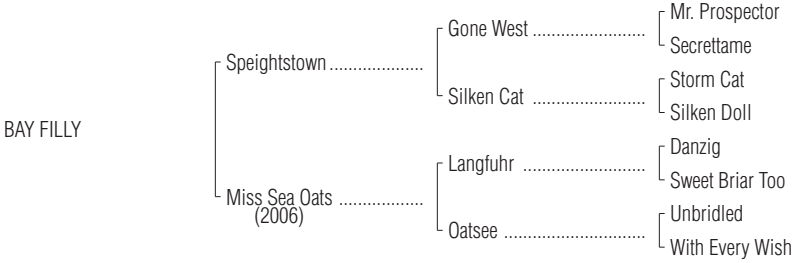 Mr. Prospector
Gone West ........................
Secrettame
Speightstown ....................
Storm Cat
Silken Cat ........................
Silken Doll
BAY FILLY
Danzig
Langfuhr ..........................
Sweet Briar Too
Miss Sea Oats ..................
(2006)
Unbridled
Oatsee ..............................
With Every Wish